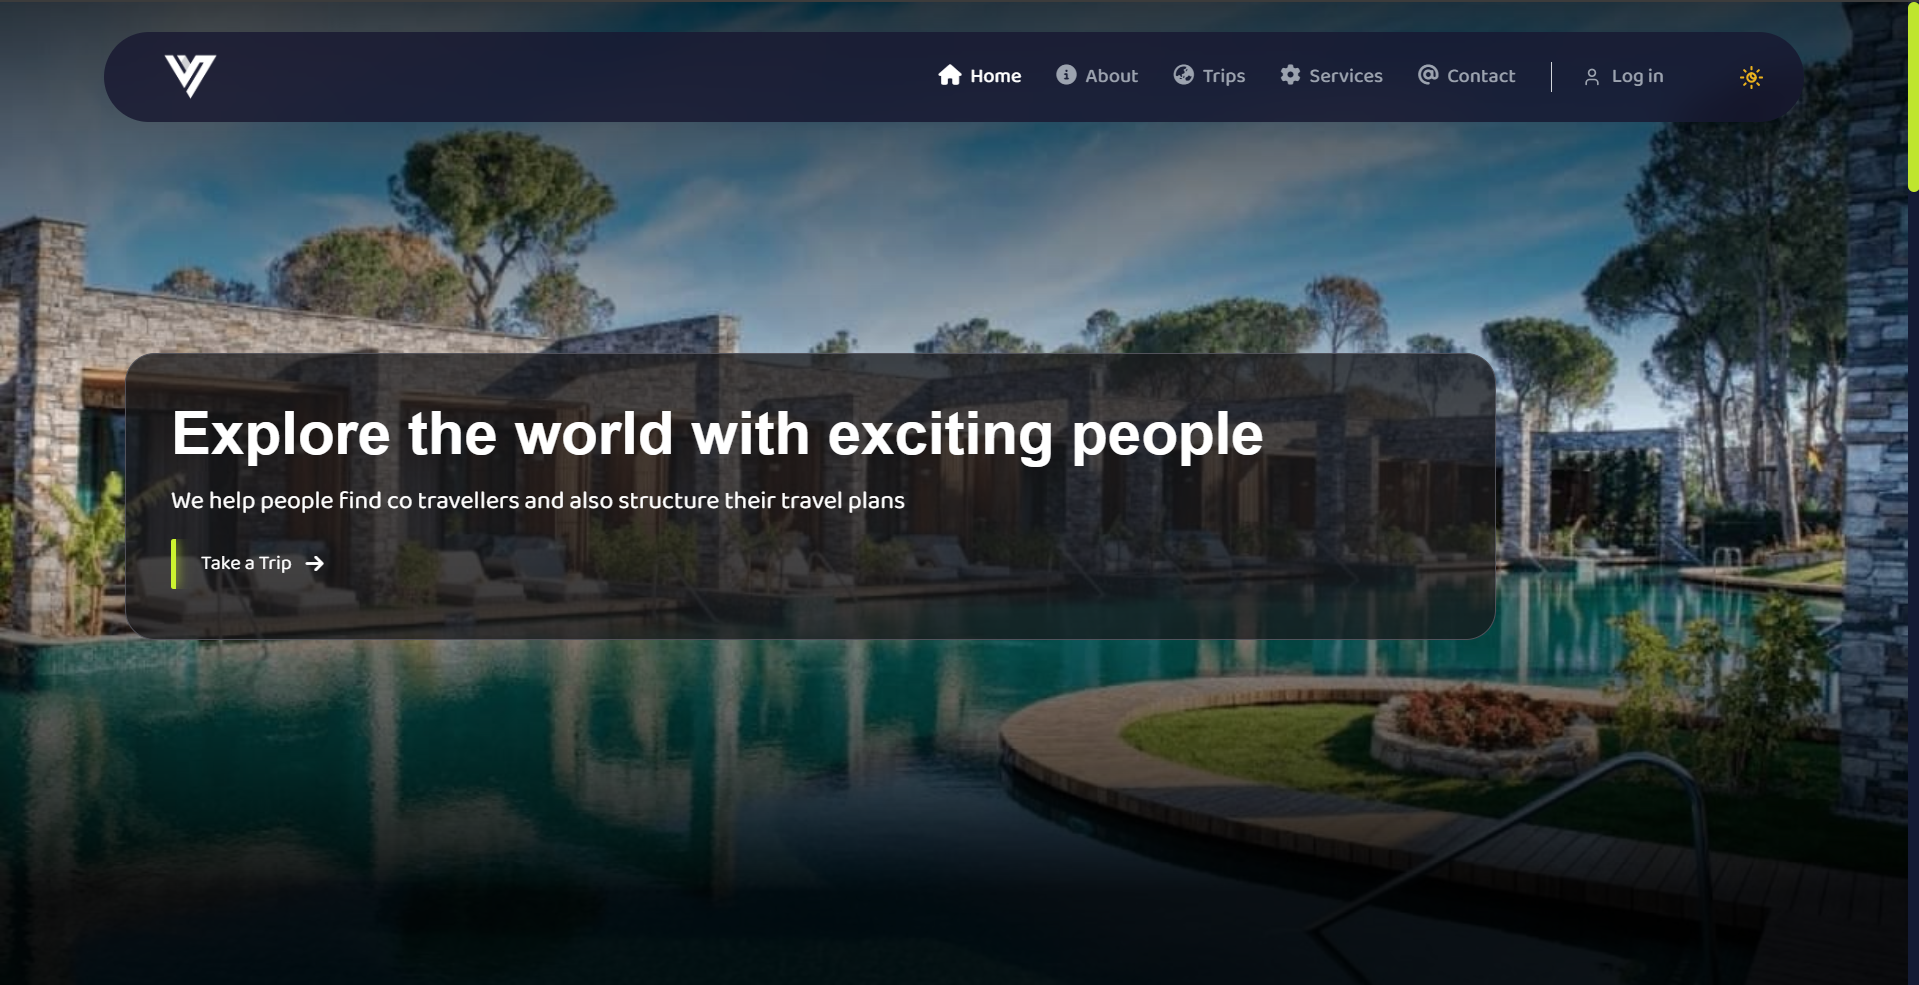 Home About Trips Services Contact Log in
Explore the world with exciting people
We help people find co travellers and also structure their travel plans
Take a Trip